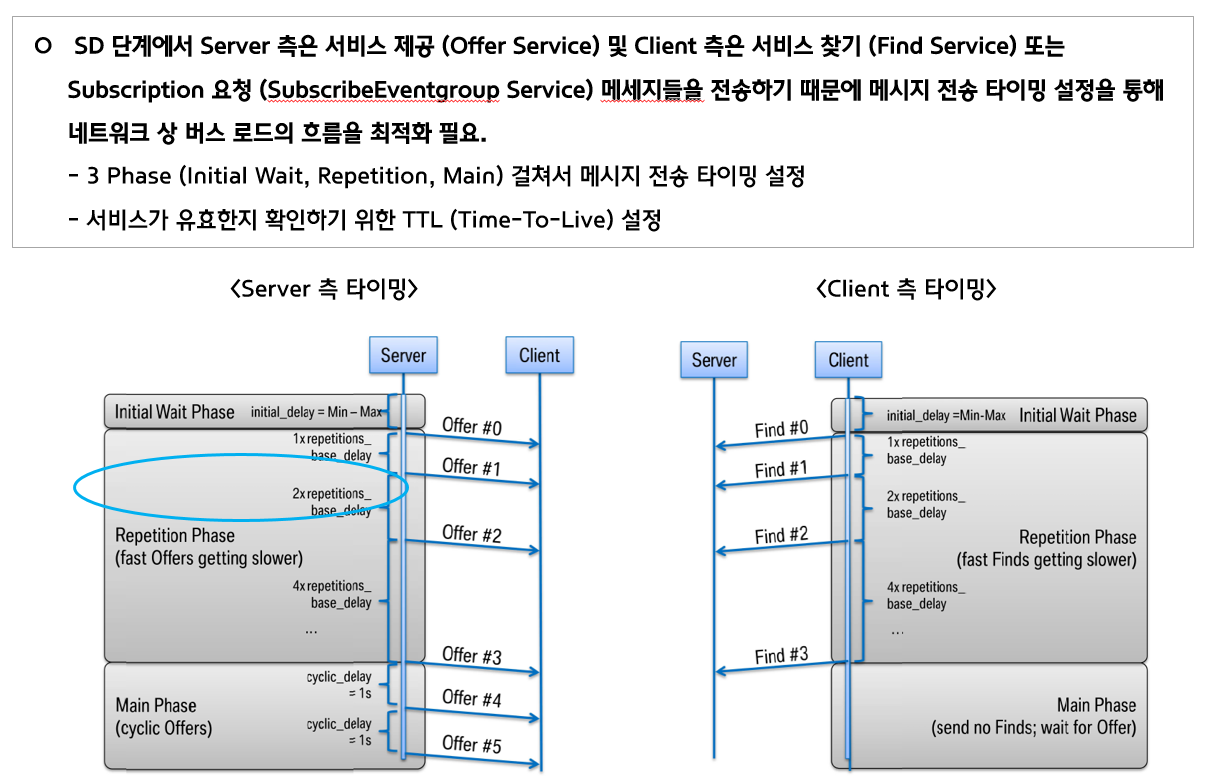 ○ SD 단계에서 Server 측은 서비스 제공 (Offer Service) 및 Client 측은 서비스 찾기 (Find Service) 또는
Subscription 요청 (SubscribeEventgroup Service) 메세지들을 전송하기 때문에 메시지 전송 타이밍 설정을 통해
네트워크 상 버스 로드의 흐름을 최적화 필요.
- 3 Phase (Initial Wait, Repetition, Main) 걸쳐서 메시지 전송 타이밍 설정
- 서비스가 유효한지 확인하기 위한 TTL (Time-To-Live) 설정
<Server 측 타이밍>
Server
Client
Initial Wait Phase
initial_delay = Min – Max
Offer #0
1x repetitions_
base_delay
Offer #1
2x repetitions_
base_delay
Repetition Phase
(fast Offers getting slower)
Offer #2
4x repetitions_
base_delay
...
Offer #3
cyclic_delay
= 1s
Main Phase
(cyclic Offers)
Offer #4
cyclic_delay
= 1s
Offer #5
<Client 측 타이밍>
Server
Client
initial_delay =Min-Max
Initial Wait Phase
Find #0
1x repetitions_
base_delay
Find #1
2x repetitions_
base_delay
Find #2
Repetition Phase
(fast Finds getting slower)
4x repetitions_
base_delay
...
Find #3
Main Phase
(send no Finds; wait for Offer)